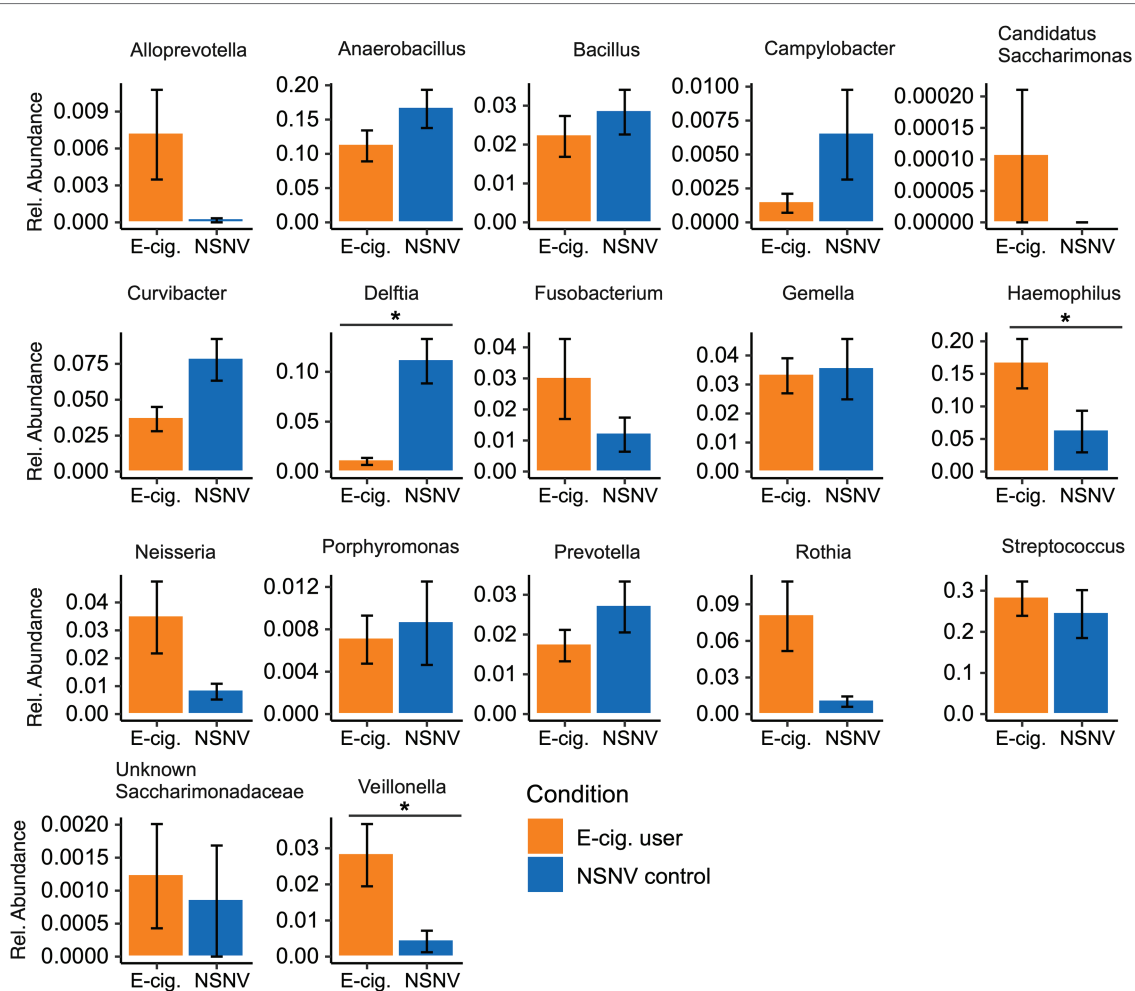 Alloprevotella
Anaerobacillus
Bacillus
Campylobacter
Candidatus
Saccharimonas
Rel. Abundance
0.009
0.006
0.003
0.000
E-cig. NSNV
0.20
0.15
0.10
0.05
0.00
E-cig. NSNV
0.03
0.02
0.01
0.00
E-cig. NSNV
0.0100
0.0075
0.0050
0.0025
0.0000
E-cig. NSNV
0.00020
0.00015
0.00010
0.00005
0.00000
E-cig. NSNV
Curvibacter
Delftia
Fusobacterium
Gemella
Haemophilus
Rel. Abundance
0.075
0.050
0.025
0.000
E-cig. NSNV
*
0.10
0.05
0.00
E-cig. NSNV
0.04
0.03
0.02
0.01
0.00
E-cig. NSNV
0.04
0.03
0.02
0.01
0.00
E-cig. NSNV
*
0.20
0.15
0.10
0.05
0.00
E-cig. NSNV
Neisseria
Porphyromonas
Prevotella
Rothia
Streptococcus
Rel. Abundance
0.04
0.03
0.02
0.01
0.00
E-cig. NSNV
0.012
0.008
0.004
0.000
E-cig. NSNV
0.03
0.02
0.01
0.00
E-cig. NSNV
0.09
0.06
0.03
0.00
E-cig. NSNV
0.3
0.2
0.1
0.0
E-cig. NSNV
Unknown
Saccharimonadaceae
Veillonella
Rel. Abundance
0.0020
0.0015
0.0010
0.0005
0.0000
E-cig. NSNV
*
0.03
0.02
0.01
0.00
E-cig. NSNV
Condition
E-cig. user
NSNV control